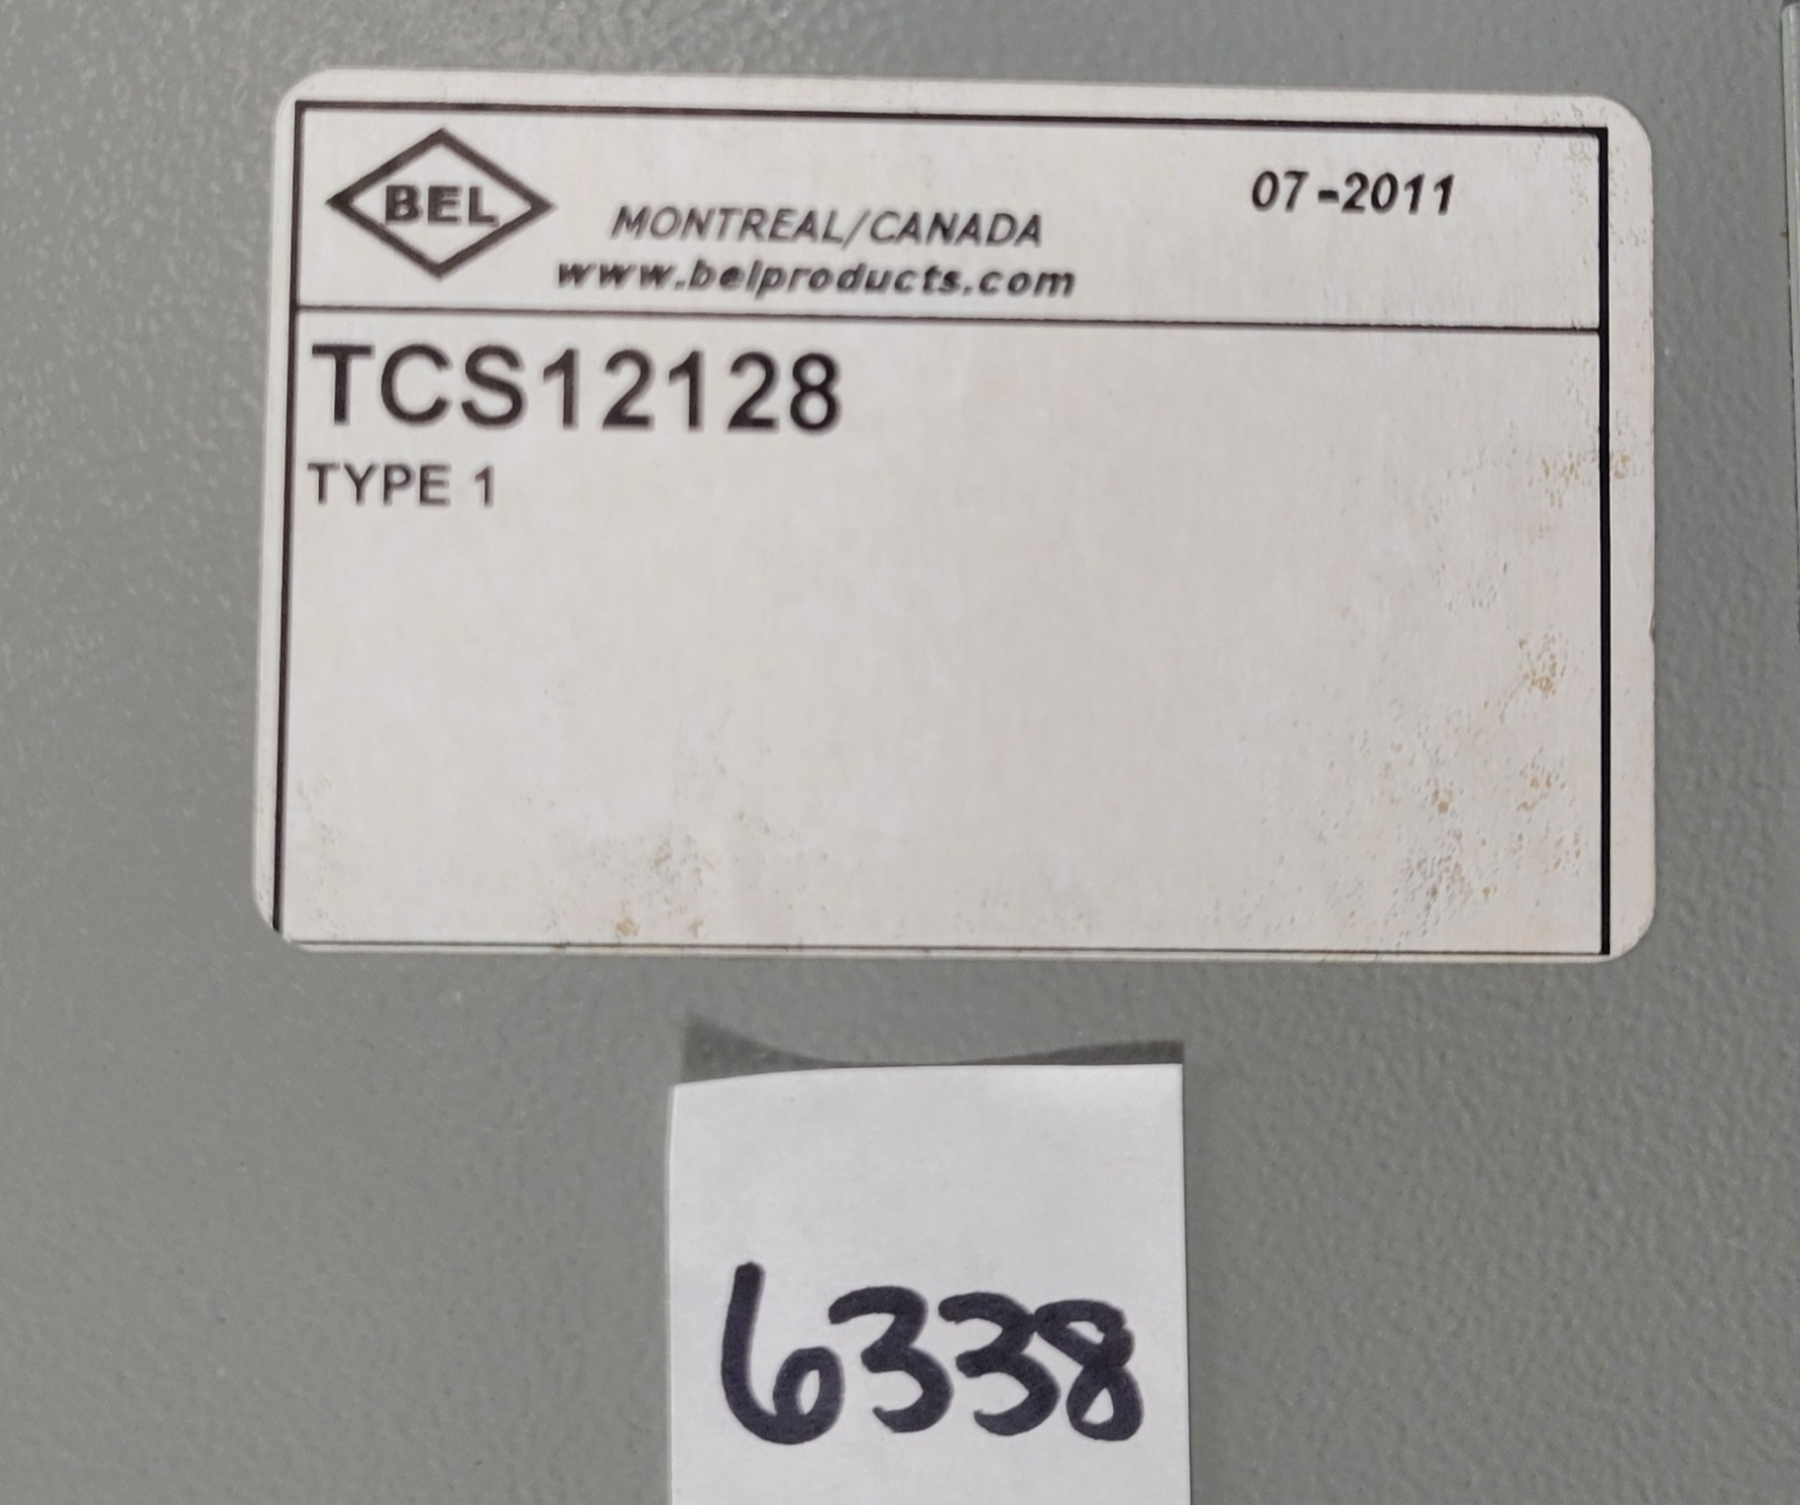 BEL
MONTREAL/CANADA
07-2011
www.belproducts.com
TCS12128
TYPE 1
6338